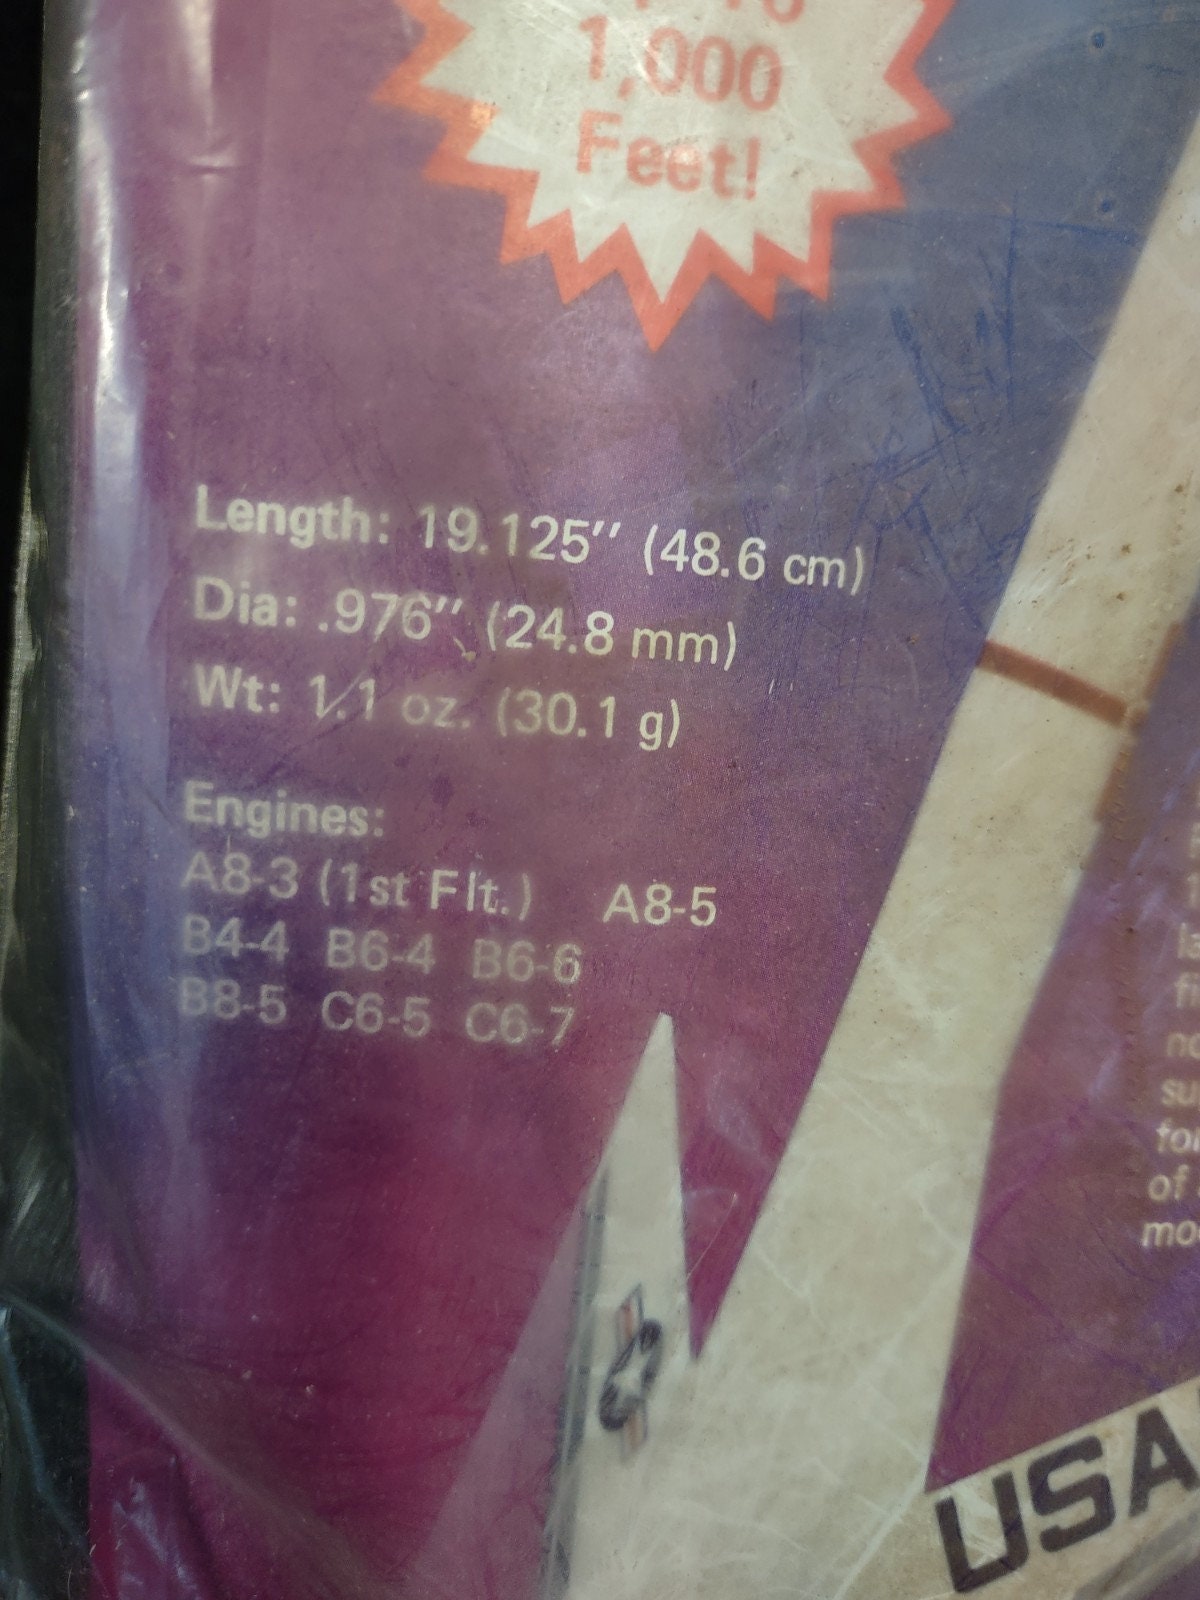 1,000
Feet!
Length: 19.125″ (48.6 cm)
Dia: .976″ (24.8 mm)
Wt: 1.1 oz. (30.1 g)
Engines:
A8-3 (1st Flt.) A8-5
B4-4 B6-4 B6-6
B8-5 C6-5 C6-7
of
USA